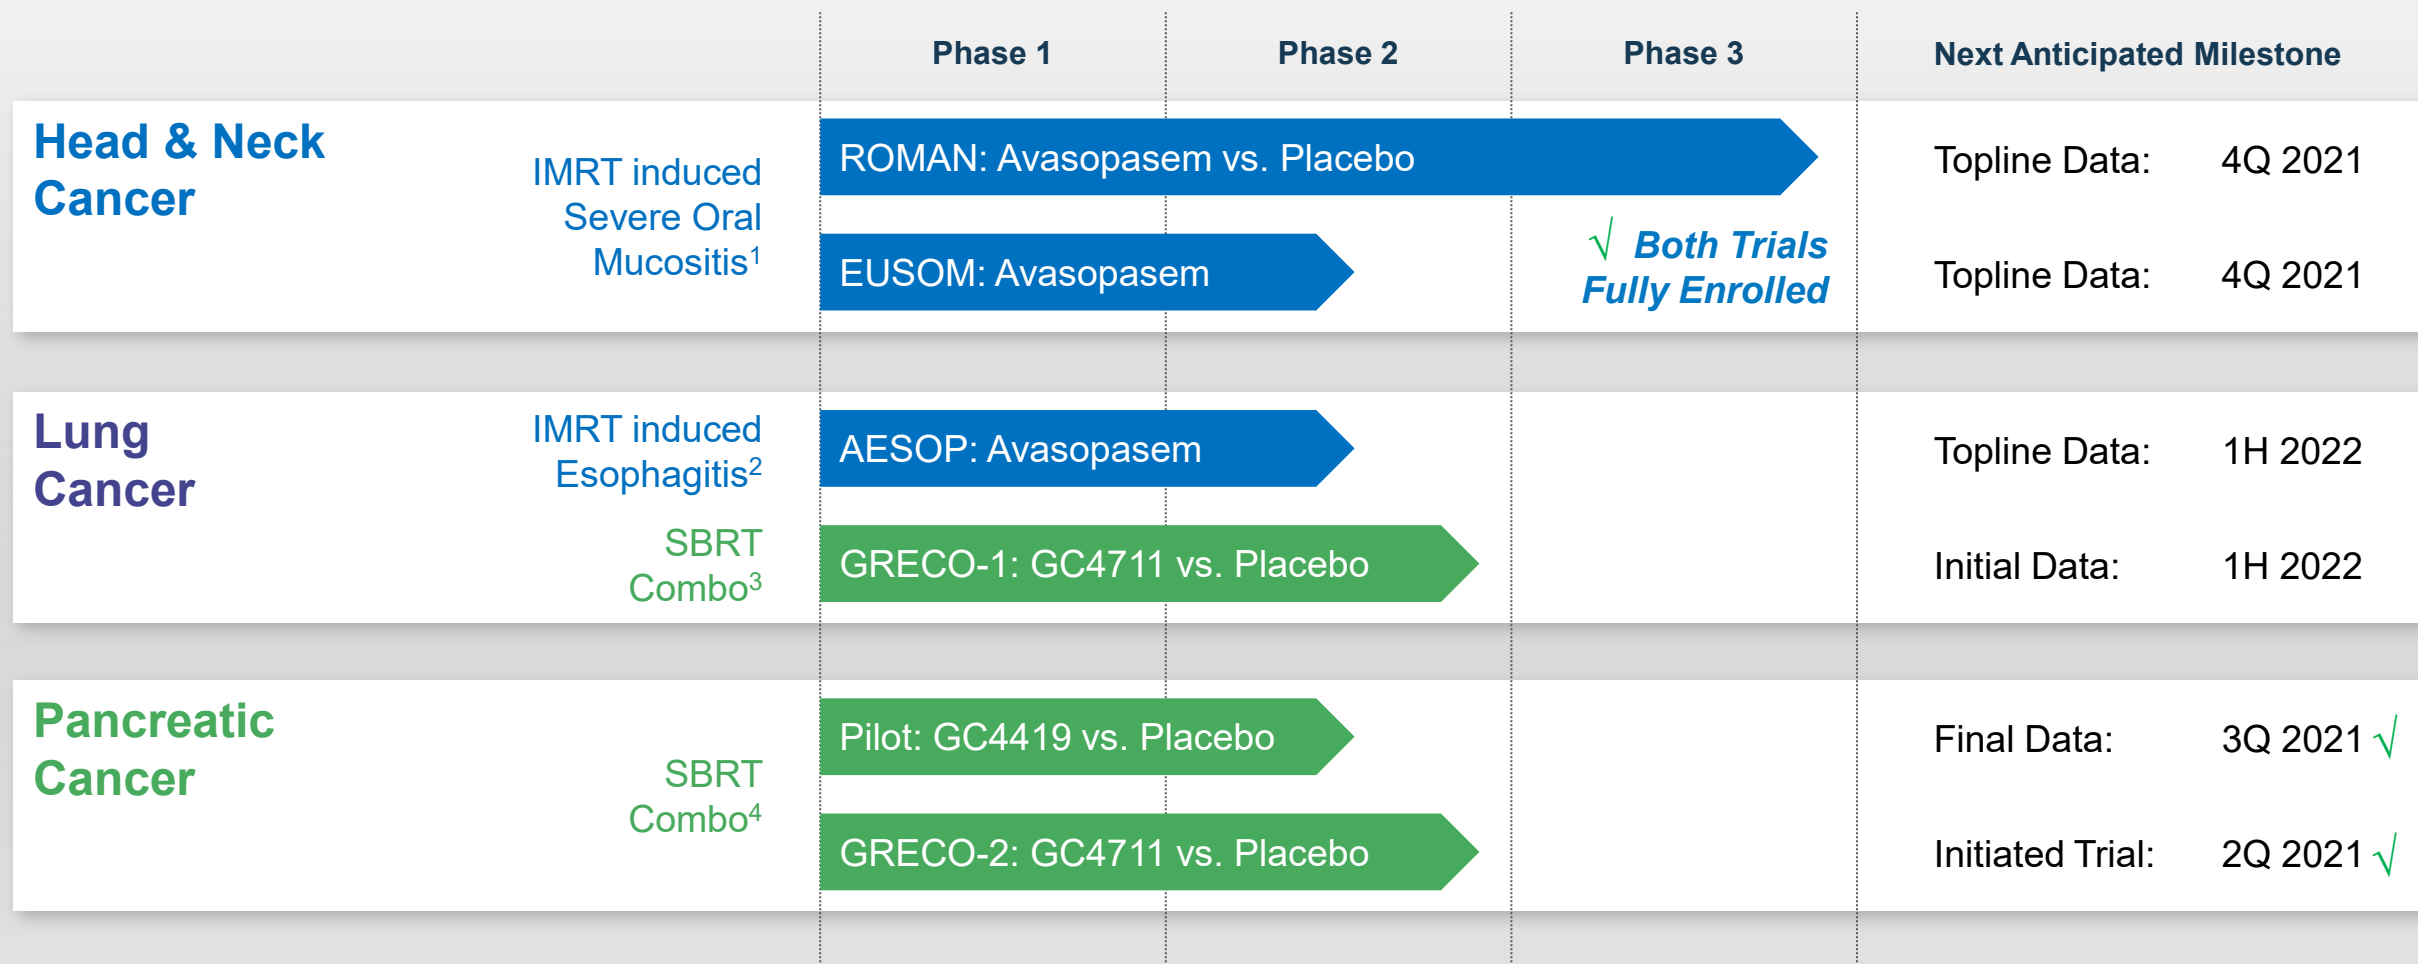 Phase 1 Phase 2 Phase 3 Next Anticipated Milestone
Head & Neck
Cancer
IMRT induced
Severe Oral
Mucositis¹
ROMAN: Avasopasem vs. Placebo
Topline Data: 4Q 2021
EUSOM: Avasopasem
√ Both Trials
Fully Enrolled
Topline Data: 4Q 2021
Lung
Cancer
IMRT induced
Esophagitis²
AESOP: Avasopasem
Topline Data: 1H 2022
SBRT
Combo³
GRECO-1: GC4711 vs. Placebo
Initial Data: 1H 2022
Pancreatic
Cancer
SBRT
Combo⁴
Pilot: GC4419 vs. Placebo
Final Data: 3Q 2021 √
GRECO-2: GC4711 vs. Placebo
Initiated Trial: 2Q 2021 √